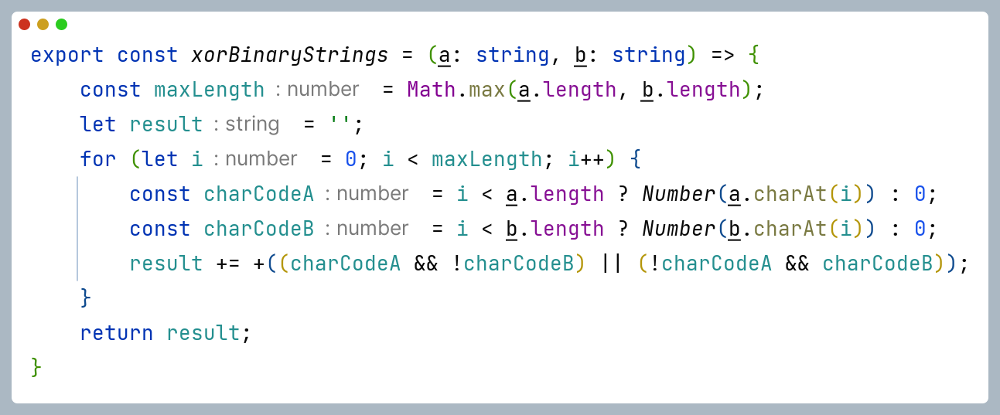 export const xorBinaryStrings = (a: string, b: string) => {
    const maxLength : number = Math.max(a.length, b.length);
    let result : string = '';
    for (let i : number = 0; i < maxLength; i++) {
        const charCodeA : number = i < a.length ? Number(a.charAt(i)) : 0;
        const charCodeB : number = i < b.length ? Number(b.charAt(i)) : 0;
        result += +((charCodeA && !charCodeB) || (!charCodeA && charCodeB));
    }
    return result;
}